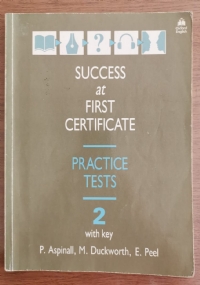 ?
SUCCESS
at
FIRST
CERTIFICATE
PRACTICE
TESTS
2
with key
P. Aspinall, M. Duckworth, E. Peel